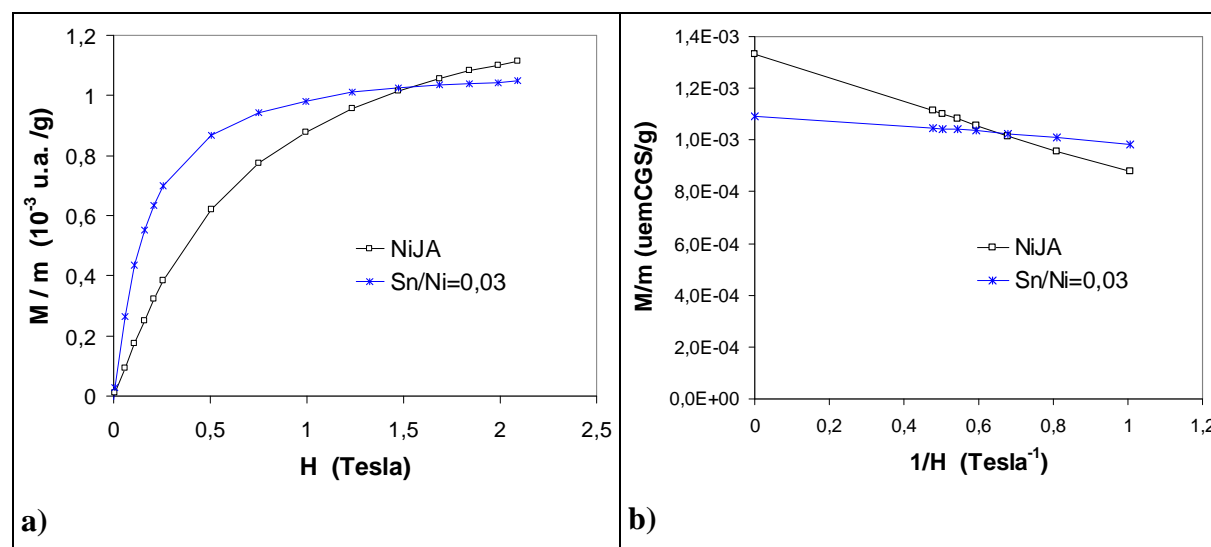 1,2
1
0,8
0,6
0,4
0,2
0
M / m (10⁻³ u.a. /g)
NiJA
Sn/Ni=0,03
0 0,5 1 1,5 2 2,5
H (Tesla)
a)
1,4E-03
1,2E-03
1,0E-03
8,0E-04
6,0E-04
4,0E-04
2,0E-04
0,0E+00
M/m (uemCGS/g)
NiJA
Sn/Ni=0,03
0 0,2 0,4 0,6 0,8 1 1,2
1/H (Tesla⁻¹)
b)